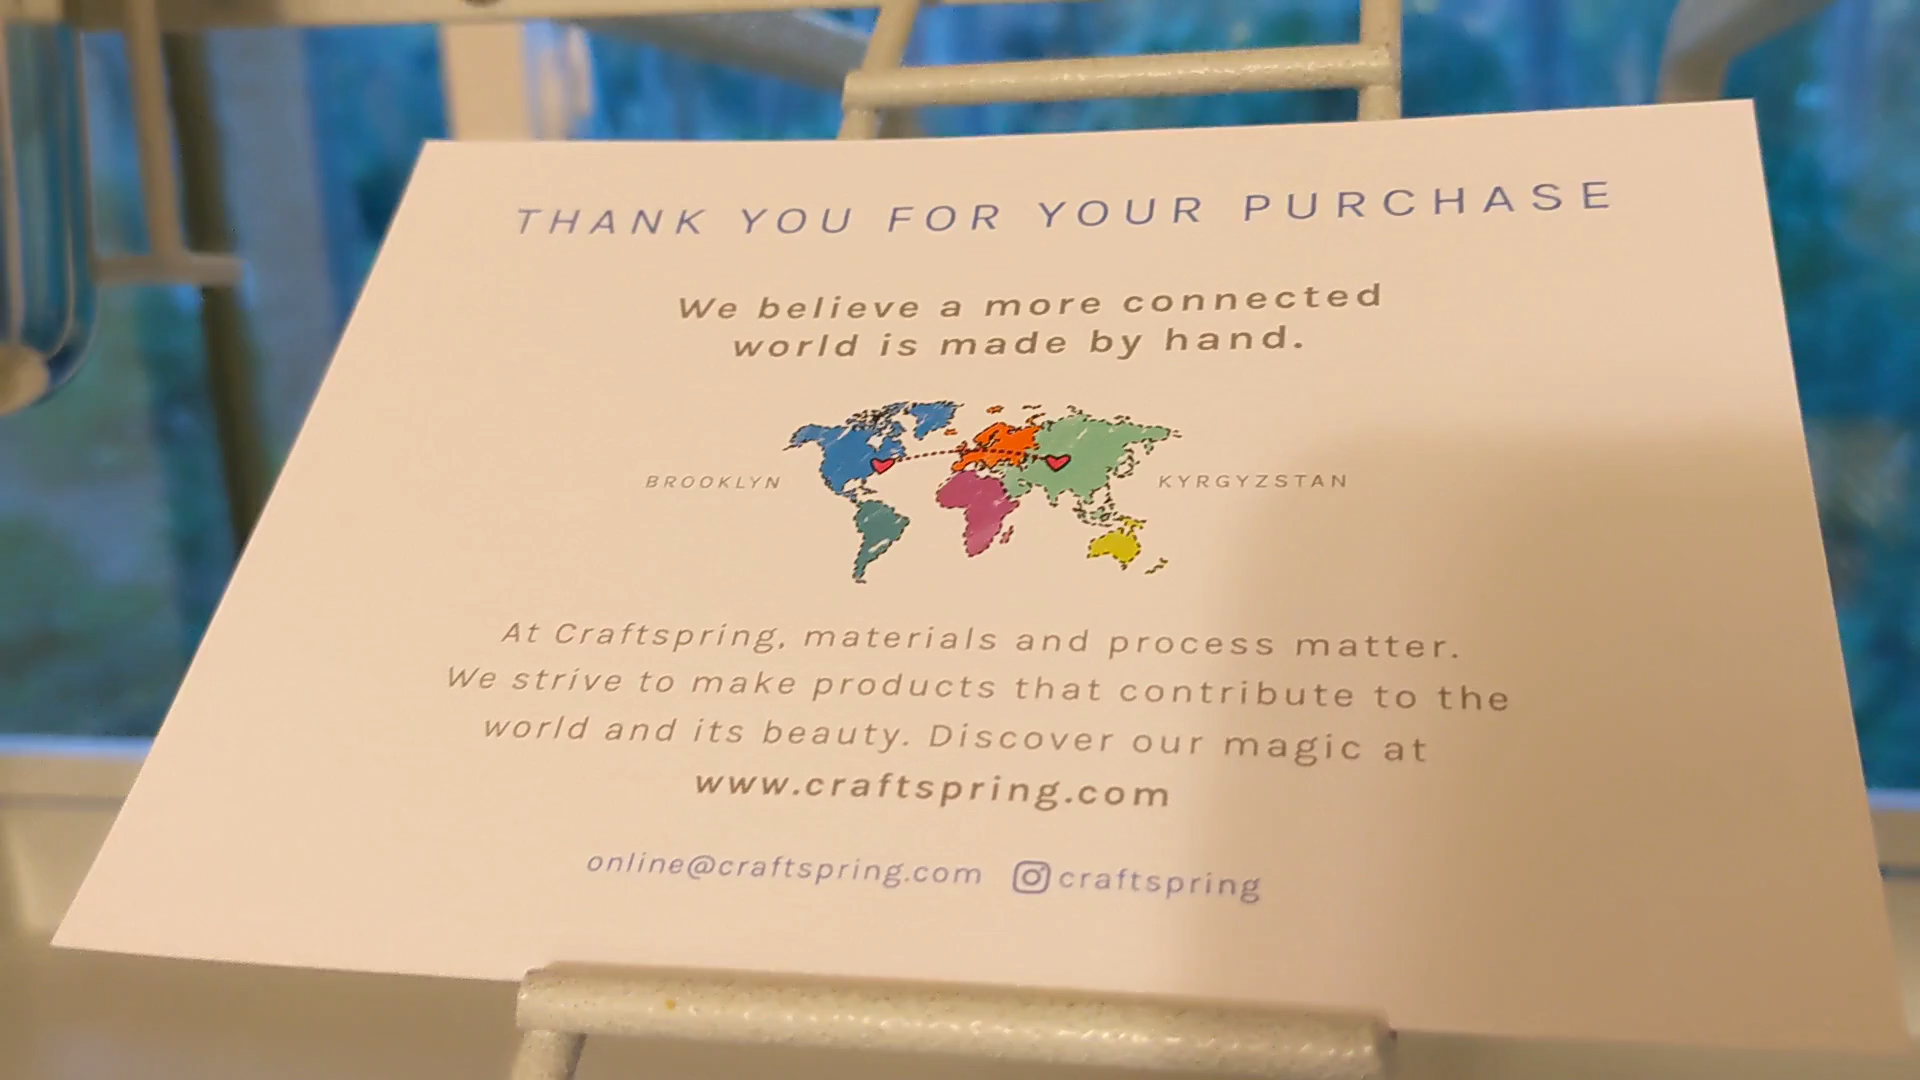 THANK YOU FOR YOUR PURCHASE
We believe a more connected
world is made by hand.
BROOKLYN
KYRGYZSTAN
At Craftspring, materials and process matter.
We strive to make products that contribute to the
world and its beauty. Discover our magic at
www.craftspring.com
online@craftspring.com craftspring